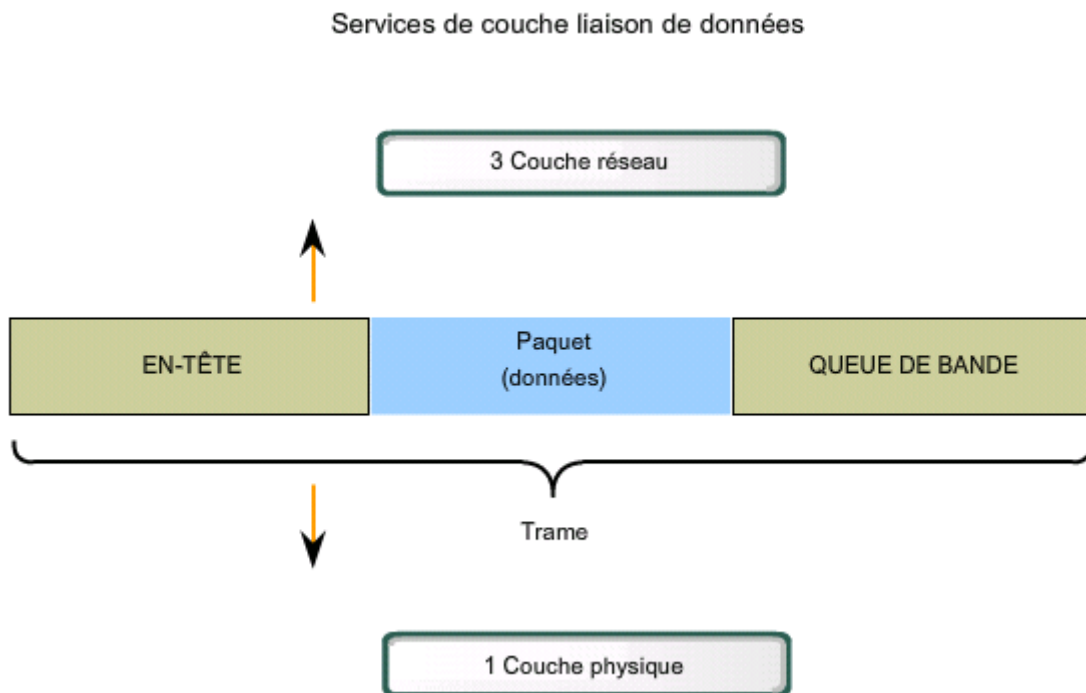 Services de couche liaison de données
3 Couche réseau
EN-TÊTE
Paquet
(données)
QUEUE DE BANDE
Trame
1 Couche physique